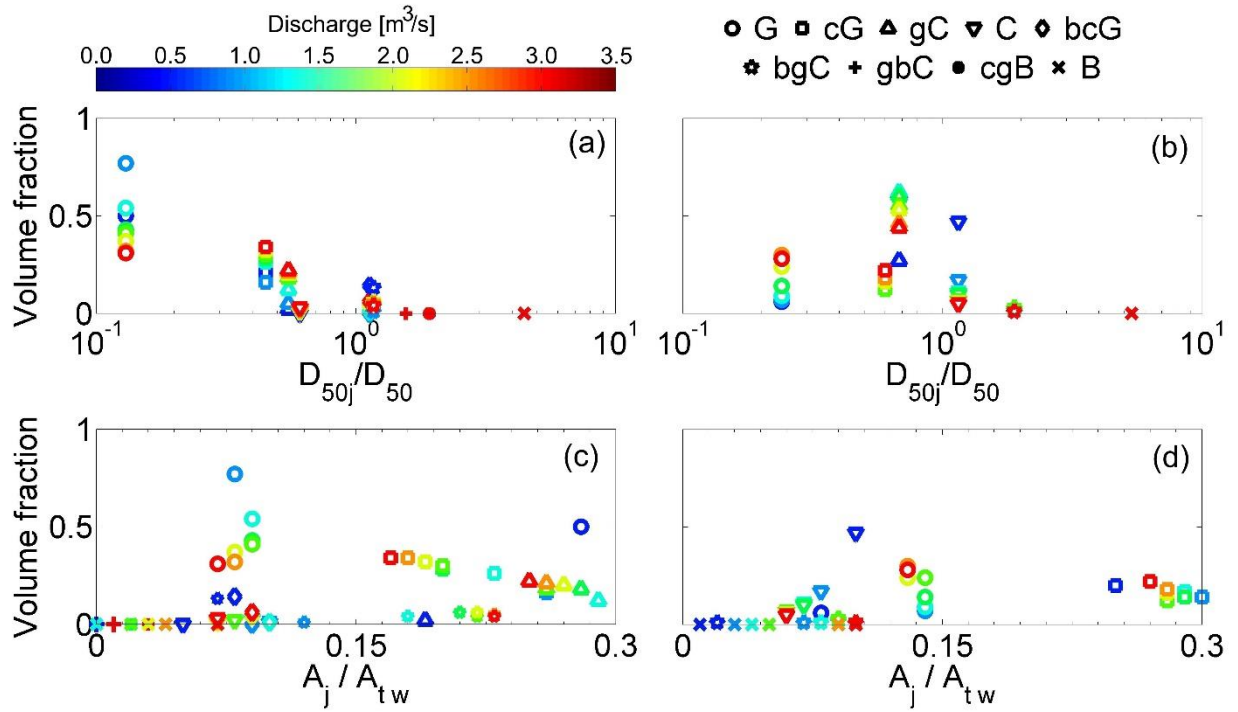 Discharge [m³/s]
0.0 0.5 1.0 1.5 2.0 2.5 3.0 3.5
G cG gC C bcG
bgC gbC cgB B
(a)
Volume fraction
1
0.5
0
10⁻¹ 10⁰ 10¹
D₅₀ⱼ/D₅₀
(b)
10⁻¹ 10⁰ 10¹
D₅₀ⱼ/D₅₀
(c)
Volume fraction
1
0.5
0
0 0.15 0.3
Aⱼ / A_tw
(d)
0 0.15 0.3
Aⱼ / A_tw